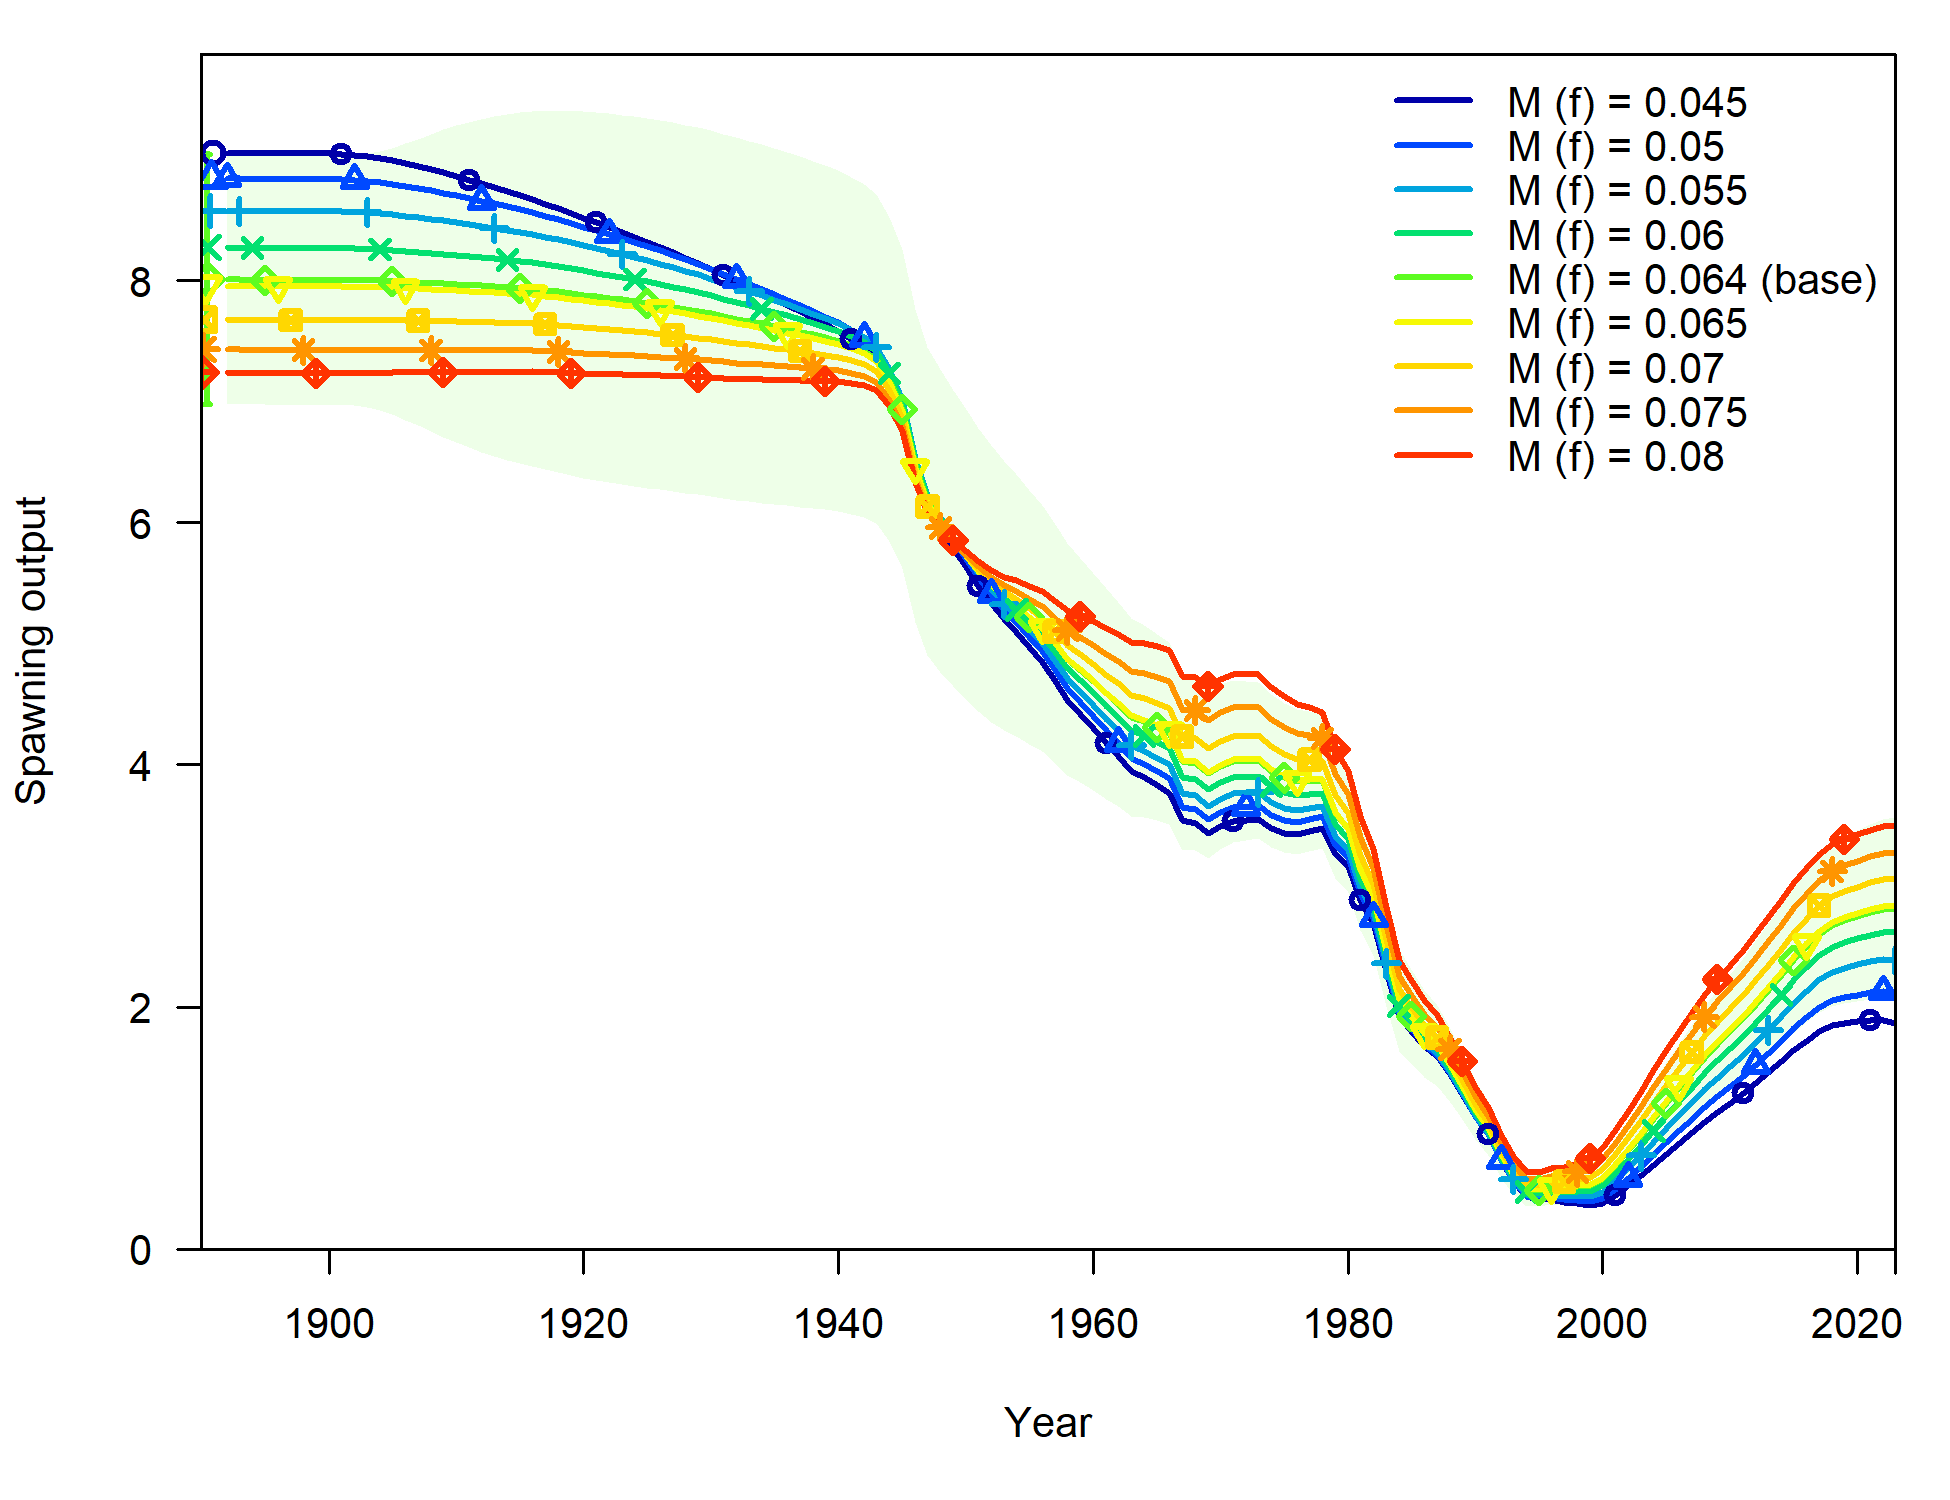 M (f) = 0.045
M (f) = 0.05
M (f) = 0.055
M (f) = 0.06
M (f) = 0.064 (base)
M (f) = 0.065
M (f) = 0.07
M (f) = 0.075
M (f) = 0.08
Spawning output
8
6
4
2
0
1900 1920 1940 1960 1980 2000 2020
Year